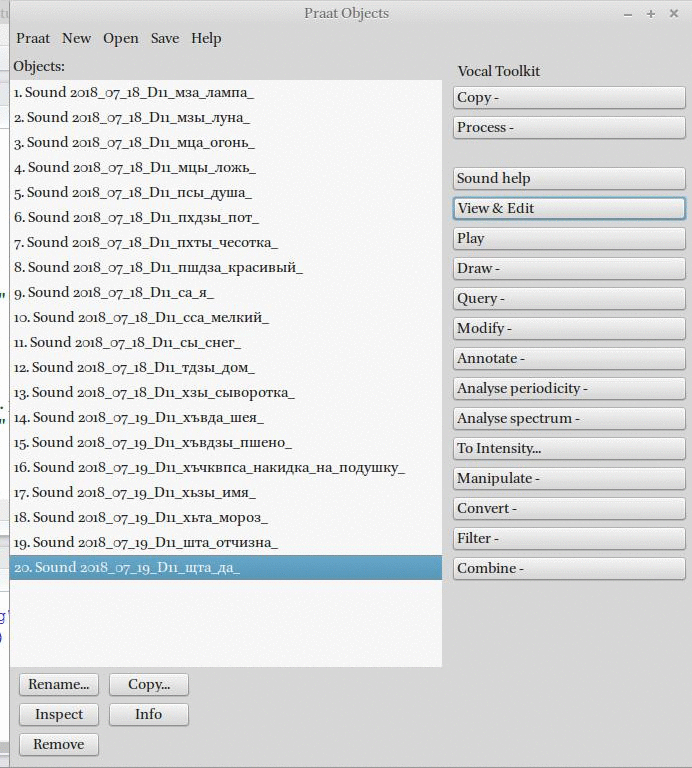 Praat Objects
Praat New Open Save Help
Objects:
1. Sound 2018_07_18_D11_мза_лампа_
2. Sound 2018_07_18_D11_мзы_луна_
3. Sound 2018_07_18_D11_мца_огонь_
4. Sound 2018_07_18_D11_мцы_ложь_
5. Sound 2018_07_18_D11_псы_душа_
6. Sound 2018_07_18_D11_пхдзы_пот_
7. Sound 2018_07_18_D11_пхты_чесотка_
8. Sound 2018_07_18_D11_пшдза_красивый_
9. Sound 2018_07_18_D11_са_я_
10. Sound 2018_07_18_D11_сса_мелкий_
11. Sound 2018_07_18_D11_сы_снег_
12. Sound 2018_07_18_D11_тдзы_дом_
13. Sound 2018_07_18_D11_хзы_сыворотка_
14. Sound 2018_07_19_D11_хъвда_шея_
15. Sound 2018_07_19_D11_хъвдзы_пшено_
16. Sound 2018_07_19_D11_хъчквпса_накидка_на_подушку_
17. Sound 2018_07_19_D11_хьзы_имя_
18. Sound 2018_07_19_D11_хьта_мороз_
19. Sound 2018_07_19_D11_шта_отчизна_
20. Sound 2018_07_19_D11_щта_да_
Rename...
Copy...
Inspect
Info
Remove
Vocal Toolkit
Copy -
Process -
Sound help
View & Edit
Play
Draw -
Query -
Modify -
Annotate -
Analyse periodicity -
Analyse spectrum -
To Intensity...
Manipulate -
Convert -
Filter -
Combine -